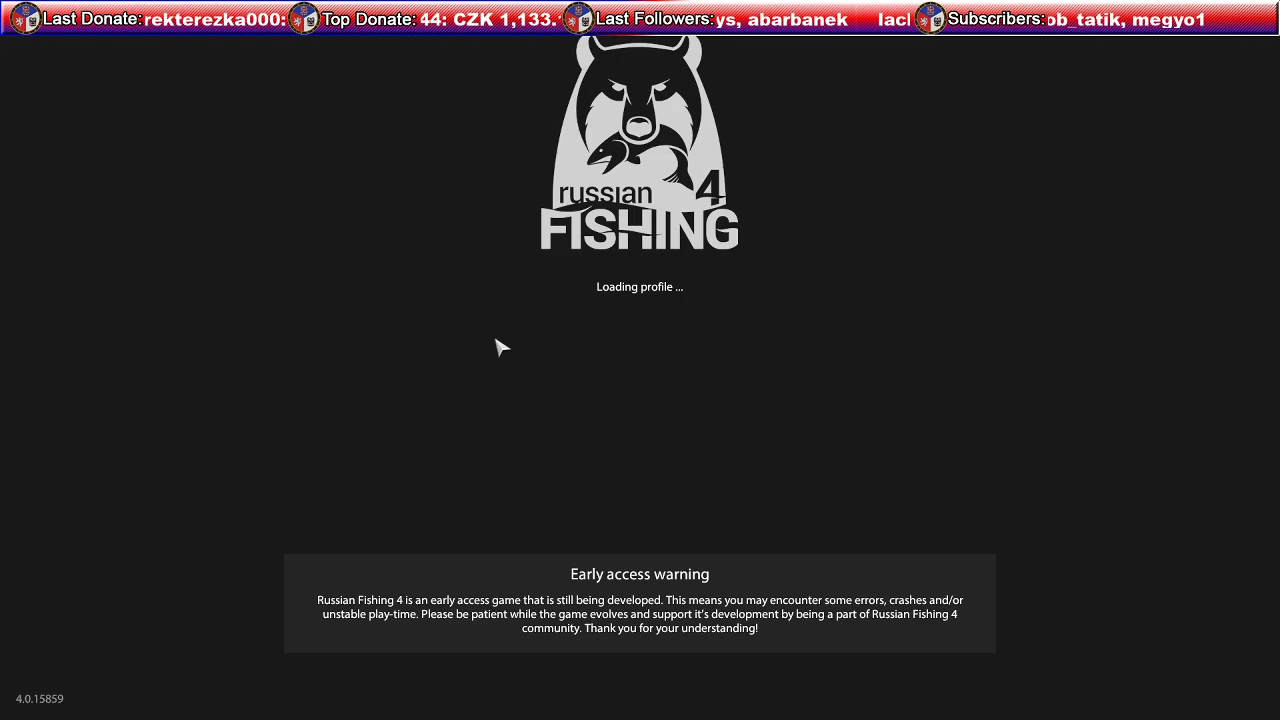 Last Donate: rekterezka000: Top Donate: 44: CZK 1,133. Last Followers: ys, abarbanek Subscribers: ob_tatik, megyo1
russian 4
FISHING
Loading profile ...
Early access warning
Russian Fishing 4 is an early access game that is still being developed. This means you may encounter some errors, crashes and/or
unstable play-time. Please be patient while the game evolves and support it's development by being a part of Russian Fishing 4
community. Thank you for your understanding!
4.0.15859